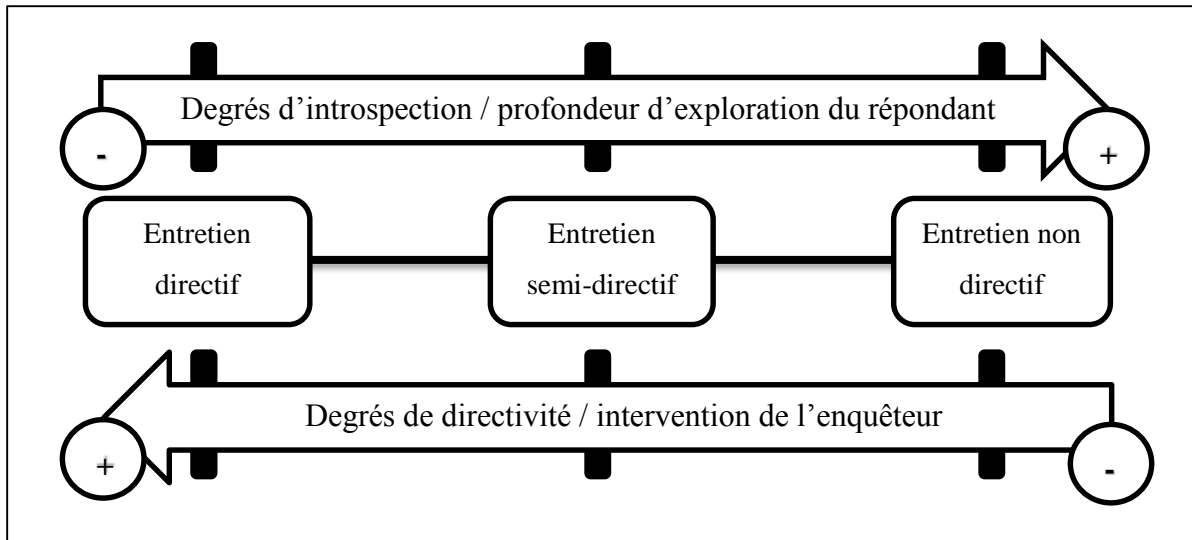 Degrés d’introspection / profondeur d’exploration du répondant
-
+
Entretien
directif
Entretien
semi-directif
Entretien non
directif
Degrés de directivité / intervention de l’enquêteur
+
-